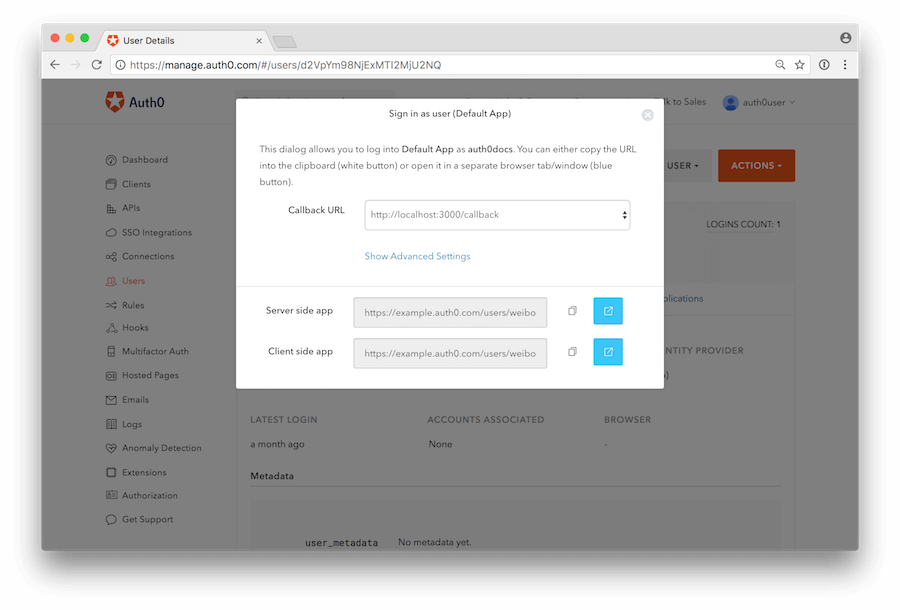 User Details
https://manage.auth0.com/#/users/d2VpYm98NjExMTI2MjU2NQ
Auth0
lk to Sales
auth0user
Dashboard
Clients
APIs
SSO Integrations
Connections
Users
Rules
Hooks
Multifactor Auth
Hosted Pages
Emails
Logs
Anomaly Detection
Extensions
Authorization
Get Support
Sign in as user (Default App)
This dialog allows you to log into Default App as auth0docs. You can either copy the URL
into the clipboard (white button) or open it in a separate browser tab/window (blue
button).
Callback URL
http://localhost:3000/callback
Show Advanced Settings
Server side app
https://example.auth0.com/users/weibo
Client side app
https://example.auth0.com/users/weibo
USER
ACTIONS
LOGINS COUNT: 1
plications
NTITY PROVIDER
LATEST LOGIN
ACCOUNTS ASSOCIATED
BROWSER
a month ago
None
-
Metadata
user_metadata
No metadata yet.